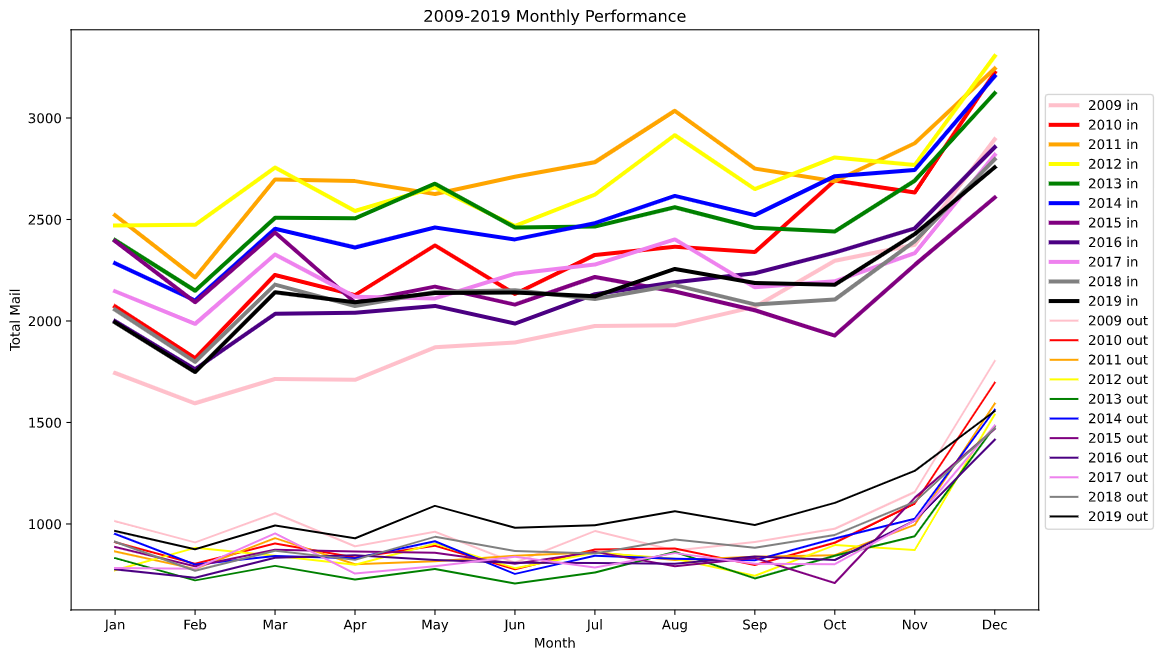 2009-2019 Monthly Performance
Total Mail
3000
2500
2000
1500
1000
Jan Feb Mar Apr May Jun Jul Aug Sep Oct Nov Dec
Month
2009 in
2010 in
2011 in
2012 in
2013 in
2014 in
2015 in
2016 in
2017 in
2018 in
2019 in
2009 out
2010 out
2011 out
2012 out
2013 out
2014 out
2015 out
2016 out
2017 out
2018 out
2019 out